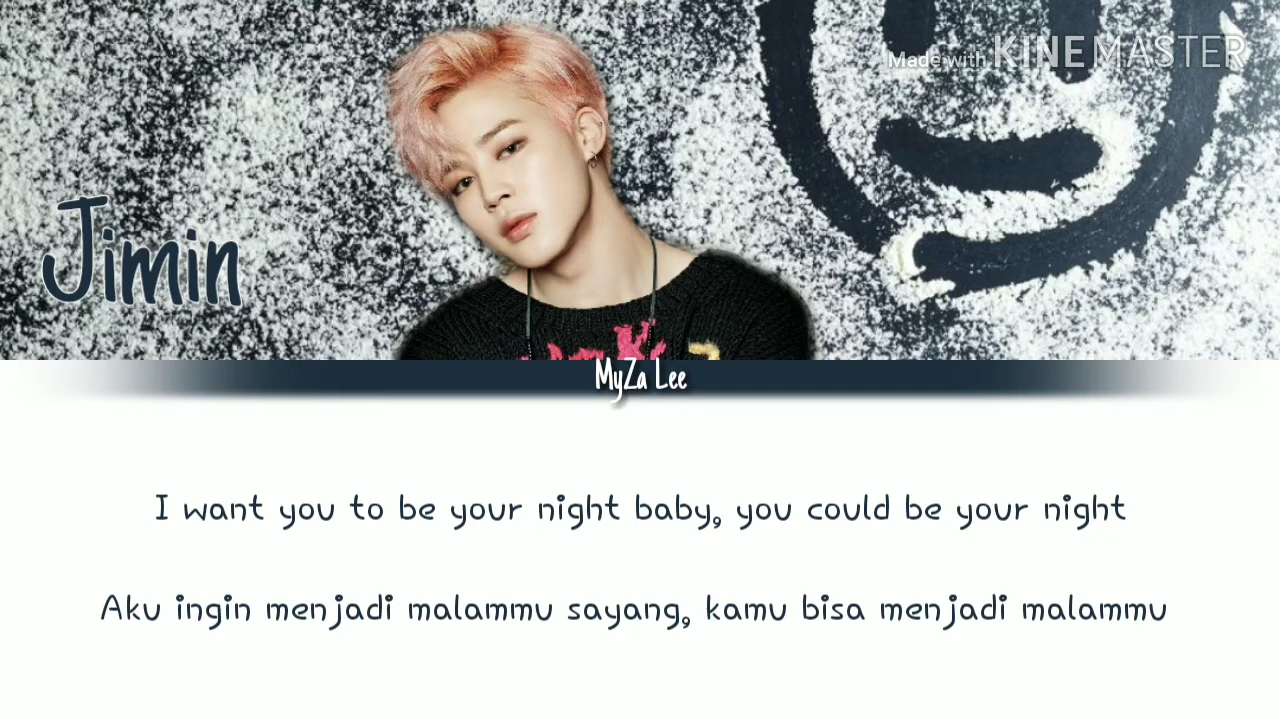 Made with KINEMASTER
Jimin
MyZa Lee
I want you to be your night baby, you could be your night
Aku ingin menjadi malammu sayang, kamu bisa menjadi malammu